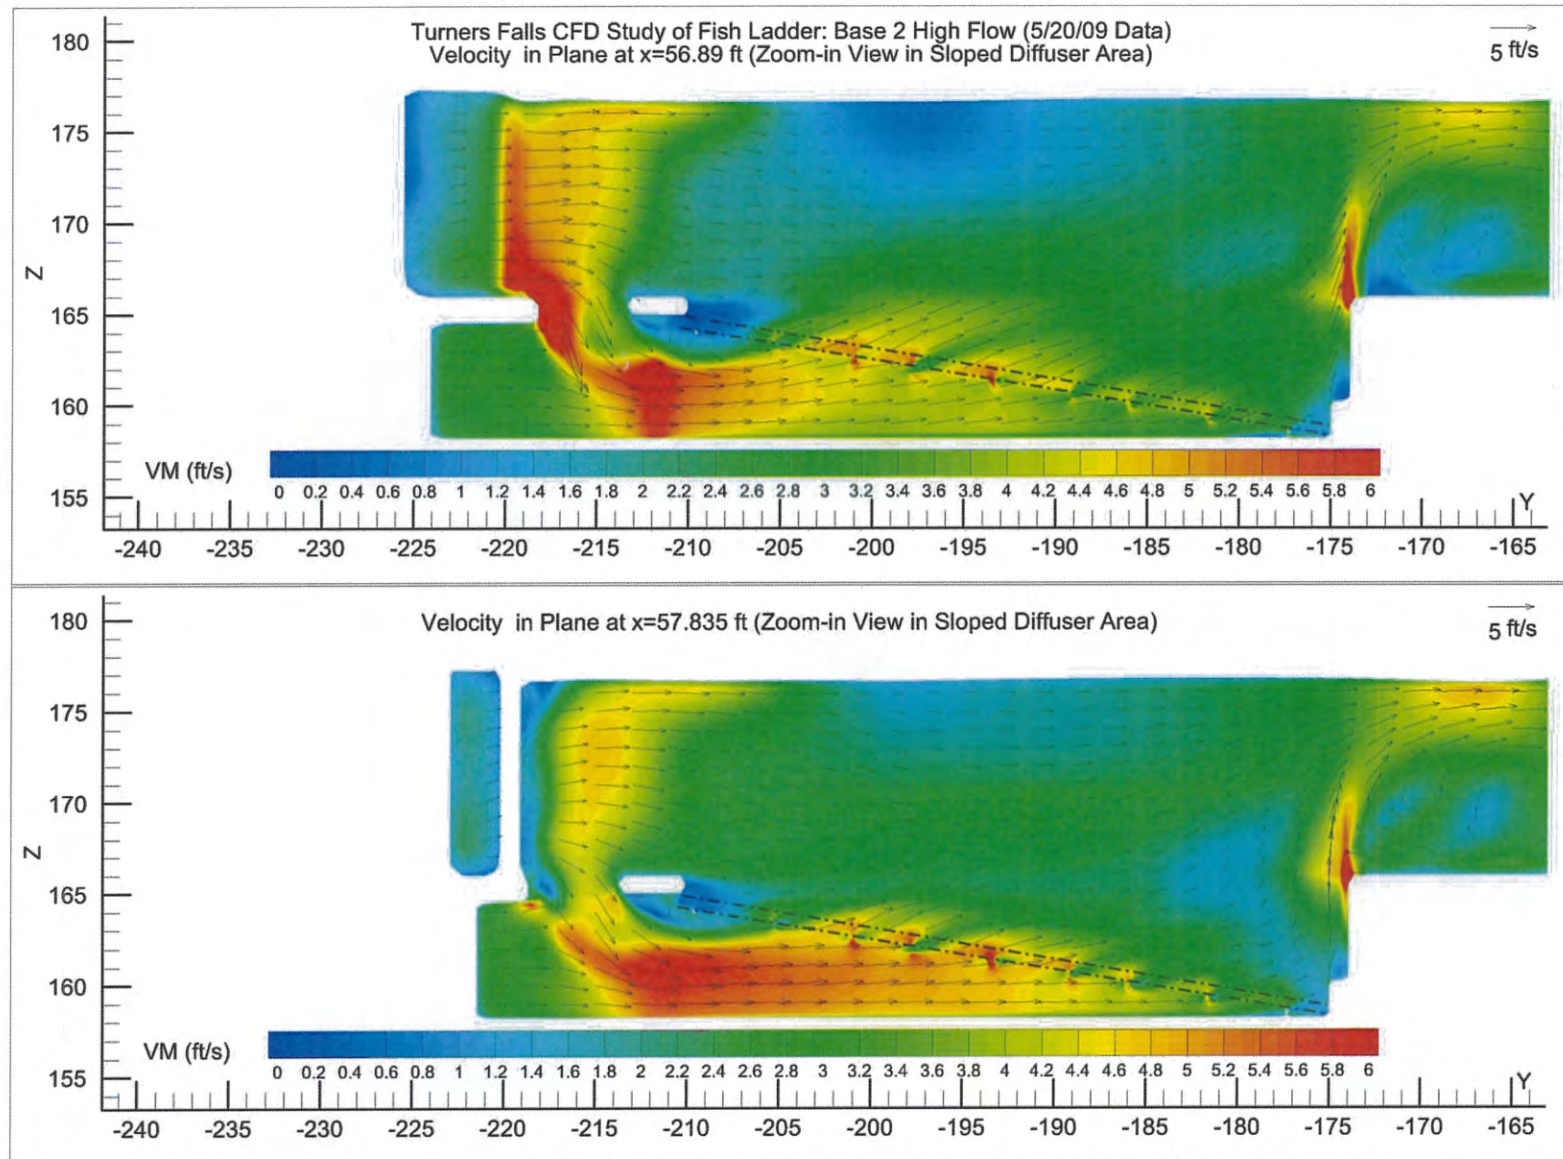 Turners Falls CFD Study of Fish Ladder: Base 2 High Flow (5/20/09 Data)
Velocity in Plane at x=56.89 ft (Zoom-in View in Sloped Diffuser Area)
5 ft/s
180
175
170
Z
165
160
155
VM (ft/s)
0 0.2 0.4 0.6 0.8 1 1.2 1.4 1.6 1.8 2 2.2 2.4 2.6 2.8 3 3.2 3.4 3.6 3.8 4 4.2 4.4 4.6 4.8 5 5.2 5.4 5.6 5.8 6
Y
-240 -235 -230 -225 -220 -215 -210 -205 -200 -195 -190 -185 -180 -175 -170 -165
Velocity in Plane at x=57.835 ft (Zoom-in View in Sloped Diffuser Area)
5 ft/s
180
175
170
Z
165
160
155
VM (ft/s)
0 0.2 0.4 0.6 0.8 1 1.2 1.4 1.6 1.8 2 2.2 2.4 2.6 2.8 3 3.2 3.4 3.6 3.8 4 4.2 4.4 4.6 4.8 5 5.2 5.4 5.6 5.8 6
Y
-240 -235 -230 -225 -220 -215 -210 -205 -200 -195 -190 -185 -180 -175 -170 -165